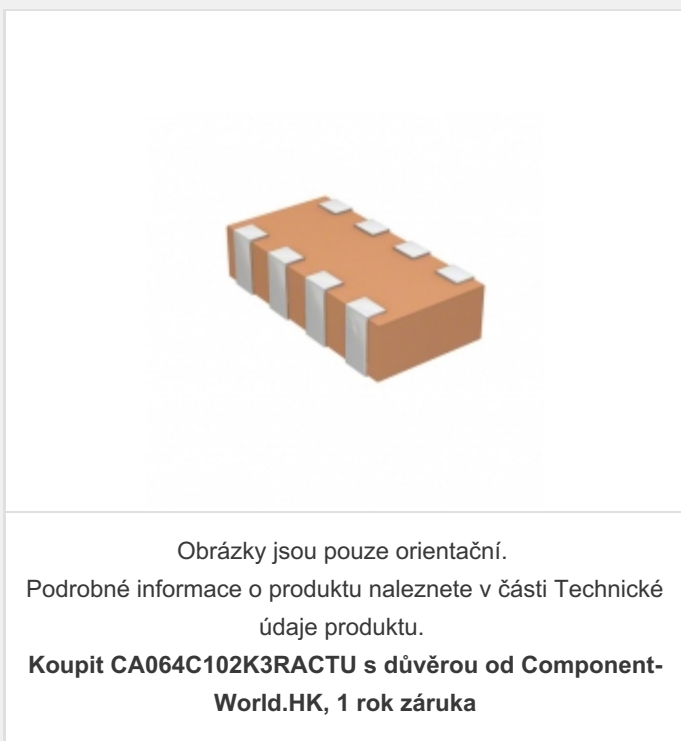 Obrázky jsou pouze orientační.
Podrobné informace o produktu naleznete v části Technické
údaje produktu.
Koupit CA064C102K3RACTU s důvěrou od Component-
World.HK, 1 rok záruka